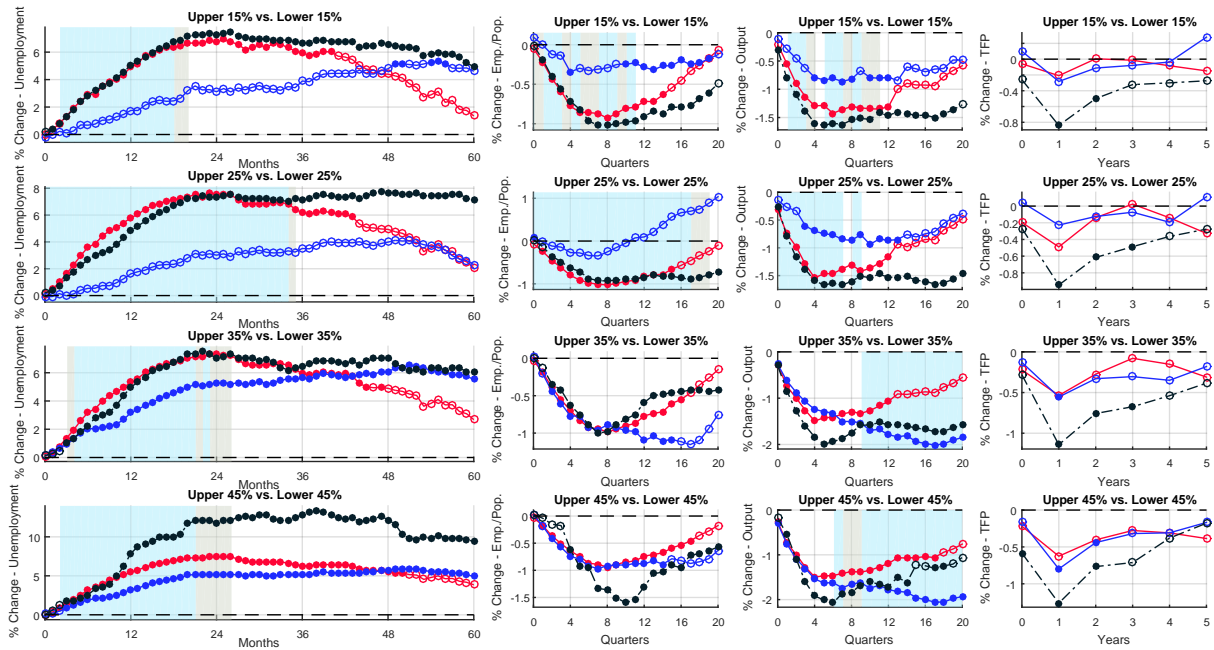 Upper 15% vs. Lower 15%
% Change - Unemployment
6
4
2
0
0 12 24 36 48 60
Months
Upper 15% vs. Lower 15%
% Change - Emp./Pop.
0
-0.5
-1
0 4 8 12 16 20
Quarters
Upper 15% vs. Lower 15%
% Change - Output
0
-0.5
-1
-1.5
0 4 8 12 16 20
Quarters
Upper 15% vs. Lower 15%
% Change - TFP
0
-0.4
-0.8
0 1 2 3 4 5
Years
Upper 25% vs. Lower 25%
% Change - Unemployment
8
6
4
2
0
0 12 24 36 48 60
Months
Upper 25% vs. Lower 25%
% Change - Emp./Pop.
1
0
-1
0 4 8 12 16 20
Quarters
Upper 25% vs. Lower 25%
% Change - Output
0
-0.5
-1
-1.5
0 4 8 12 16 20
Quarters
Upper 25% vs. Lower 25%
% Change - TFP
0
-0.2
-0.4
-0.6
-0.8
0 1 2 3 4 5
Years
Upper 35% vs. Lower 35%
% Change - Unemployment
6
4
2
0
0 12 24 36 48 60
Months
Upper 35% vs. Lower 35%
% Change - Emp./Pop.
0
-0.5
-1
0 4 8 12 16 20
Quarters
Upper 35% vs. Lower 35%
% Change - Output
0
-1
-2
0 4 8 12 16 20
Quarters
Upper 35% vs. Lower 35%
% Change - TFP
0
-0.5
-1
0 1 2 3 4 5
Years
Upper 45% vs. Lower 45%
% Change - Unemployment
10
5
0
0 12 24 36 48 60
Months
Upper 45% vs. Lower 45%
% Change - Emp./Pop.
0
-0.5
-1
-1.5
0 4 8 12 16 20
Quarters
Upper 45% vs. Lower 45%
% Change - Output
0
-1
-2
0 4 8 12 16 20
Quarters
Upper 45% vs. Lower 45%
% Change - TFP
0
-0.5
-1
0 1 2 3 4 5
Years